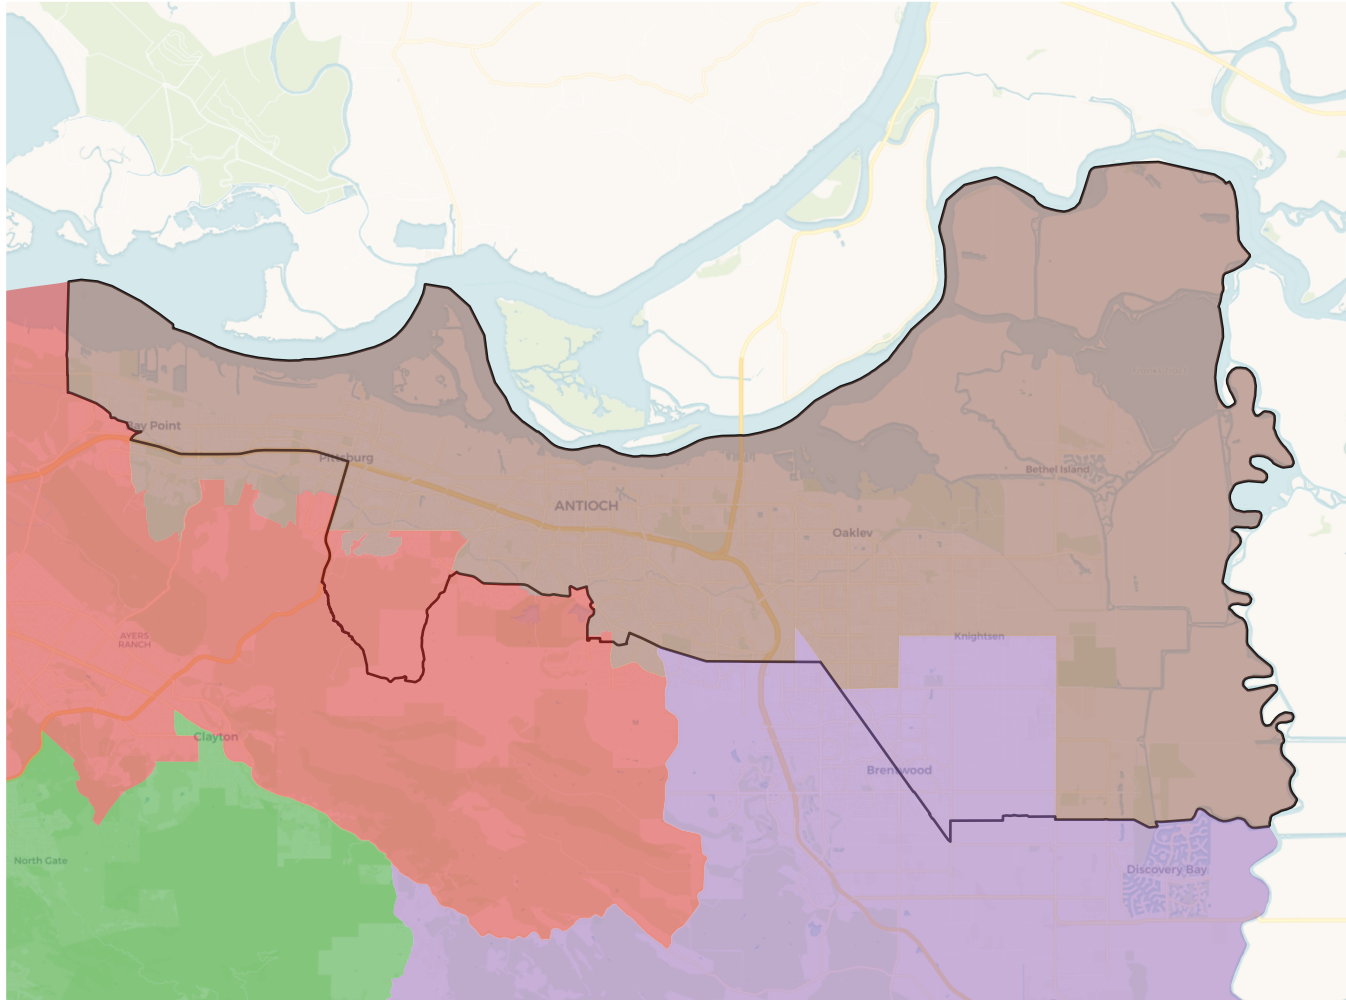 Bay Point
Pittsburg
ANTIOCH
Bethel Island
Oakley
Knightsen
AYERS
RANCH
Clayton
Brentwood
North Gate
Discovery Bay